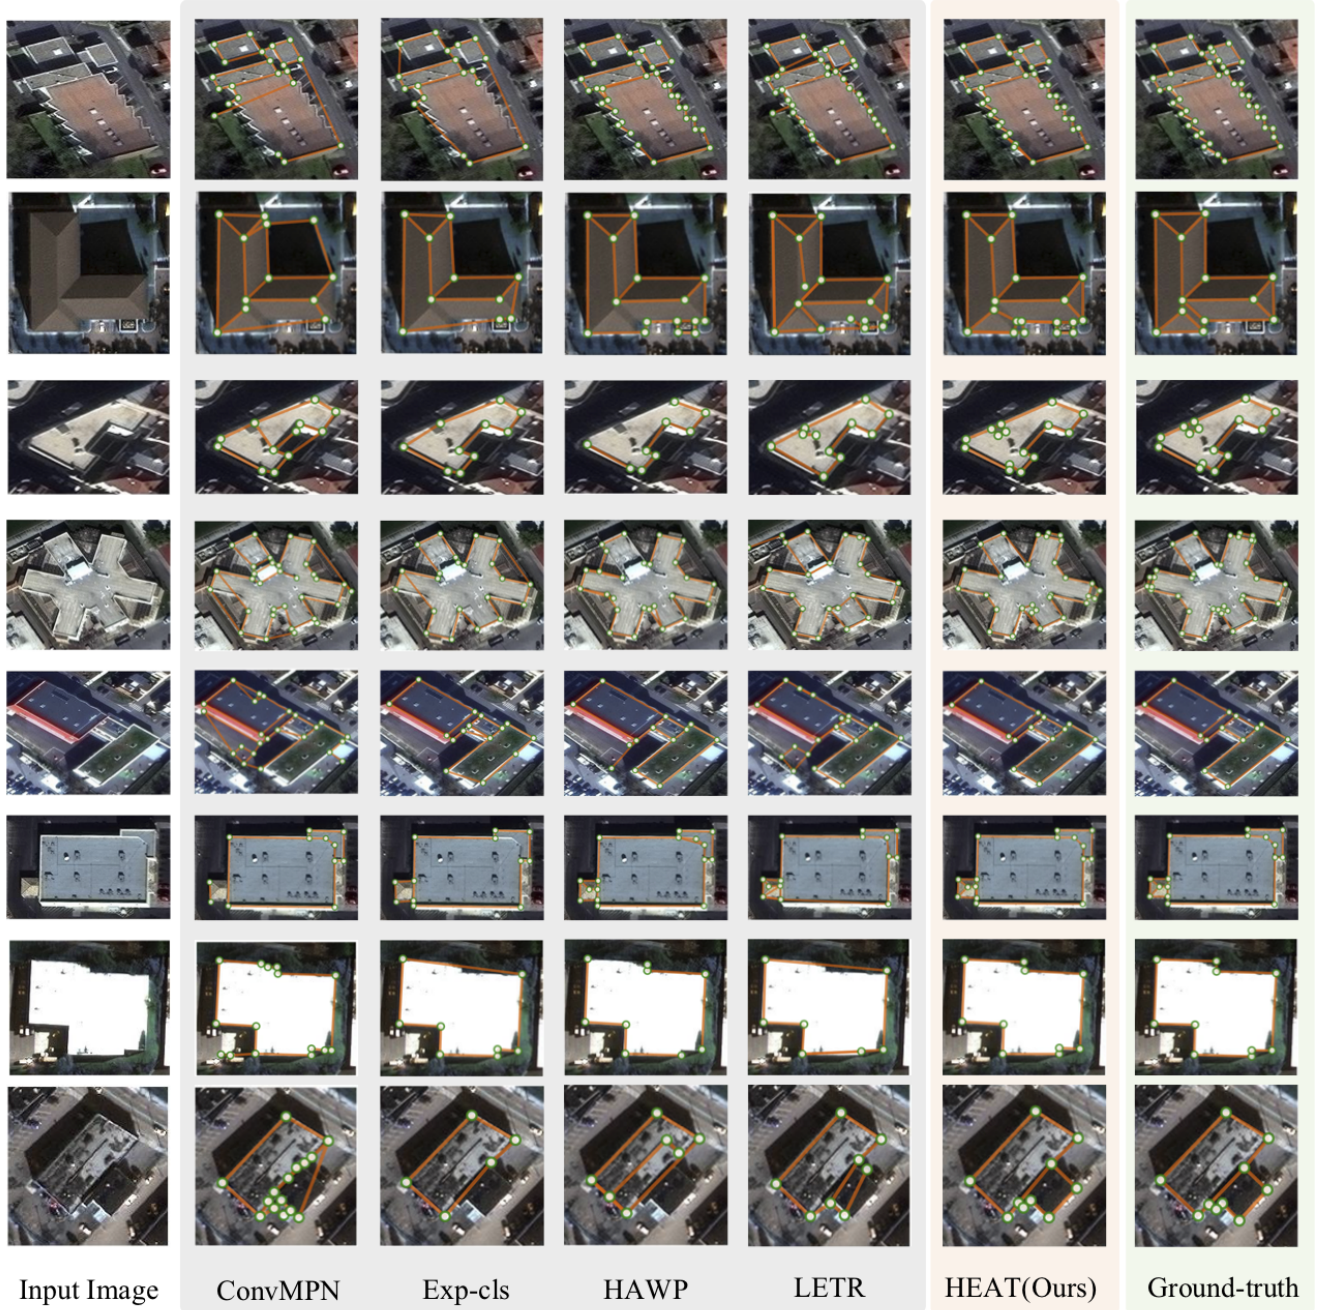 Input Image
ConvMPN
Exp-cls
HAWP
LETR
HEAT(Ours)
Ground-truth